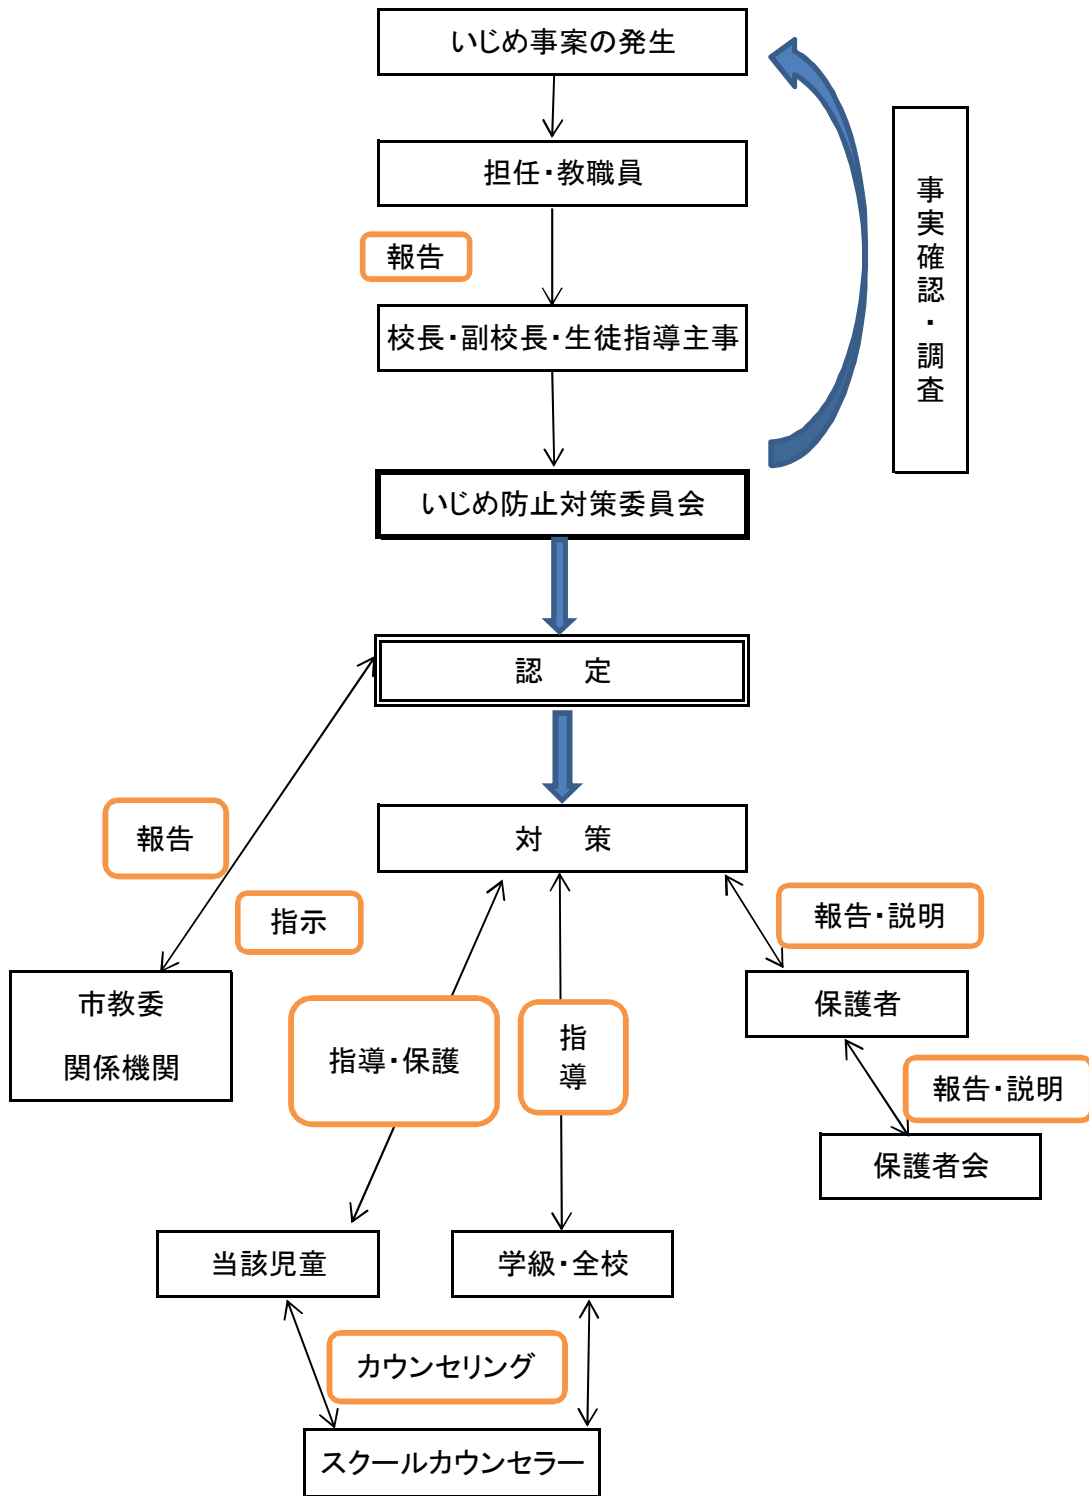 いじめ事案の発生
担任・教職員
報告
事実確認・調査
校長・副校長・生徒指導主事
いじめ防止対策委員会
認　定
対　策
報告
指示
報告・説明
市教委
関係機関
指導・保護
指
導
保護者
報告・説明
保護者会
当該児童
学級・全校
カウンセリング
スクールカウンセラー